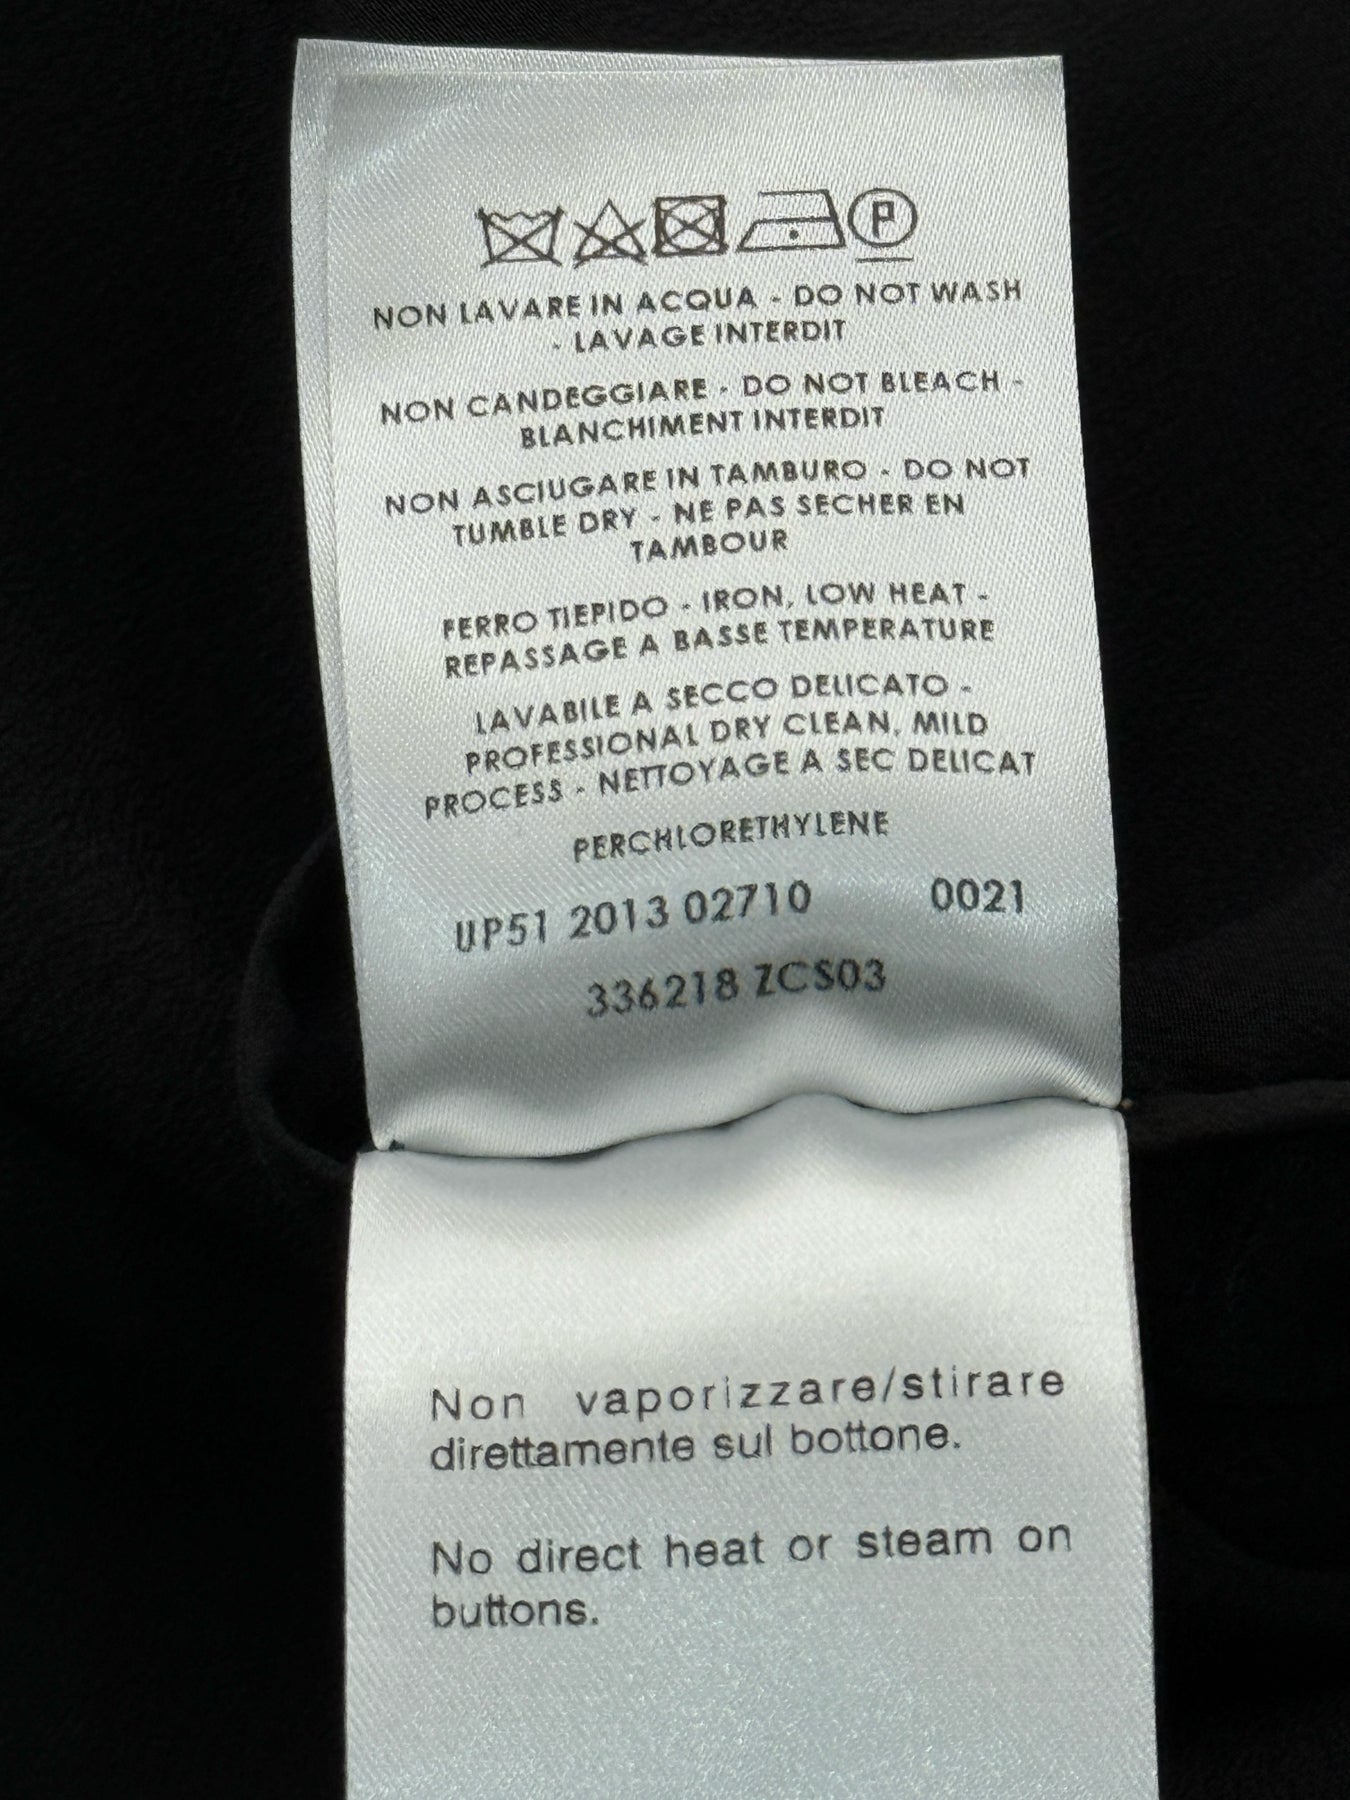 P
NON LAVARE IN ACQUA - DO NOT WASH
- LAVAGE INTERDIT
NON CANDEGGIARE - DO NOT BLEACH -
BLANCHIMENT INTERDIT
NON ASCIUGARE IN TAMBURO - DO NOT
TUMBLE DRY - NE PAS SECHER EN
TAMBOUR
FERRO TIEPIDO - IRON, LOW HEAT -
REPASSAGE A BASSE TEMPERATURE
LAVABILE A SECCO DELICATO -
PROFESSIONAL DRY CLEAN, MILD
PROCESS - NETTOYAGE A SEC DELICAT
PERCHLORETHYLENE
UP51 2013 02710 0021
336218 ZCS03
Non vaporizzare/stirare
direttamente sul bottone.
No direct heat or steam on
buttons.